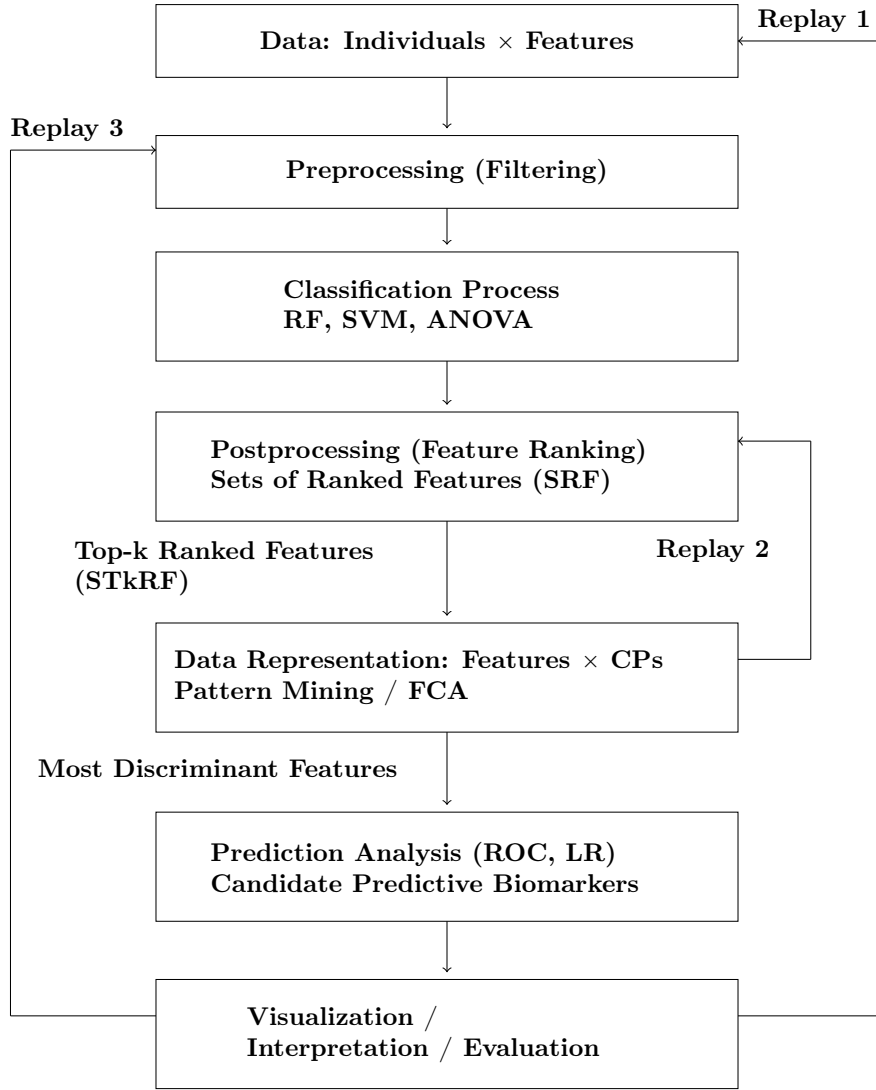 Replay 1
Data: Individuals × Features
Replay 3
Preprocessing (Filtering)
Classification Process
RF, SVM, ANOVA
Postprocessing (Feature Ranking)
Sets of Ranked Features (SRF)
Top-k Ranked Features
(STkRF)
Replay 2
Data Representation: Features × CPs
Pattern Mining / FCA
Most Discriminant Features
Prediction Analysis (ROC, LR)
Candidate Predictive Biomarkers
Visualization /
Interpretation / Evaluation